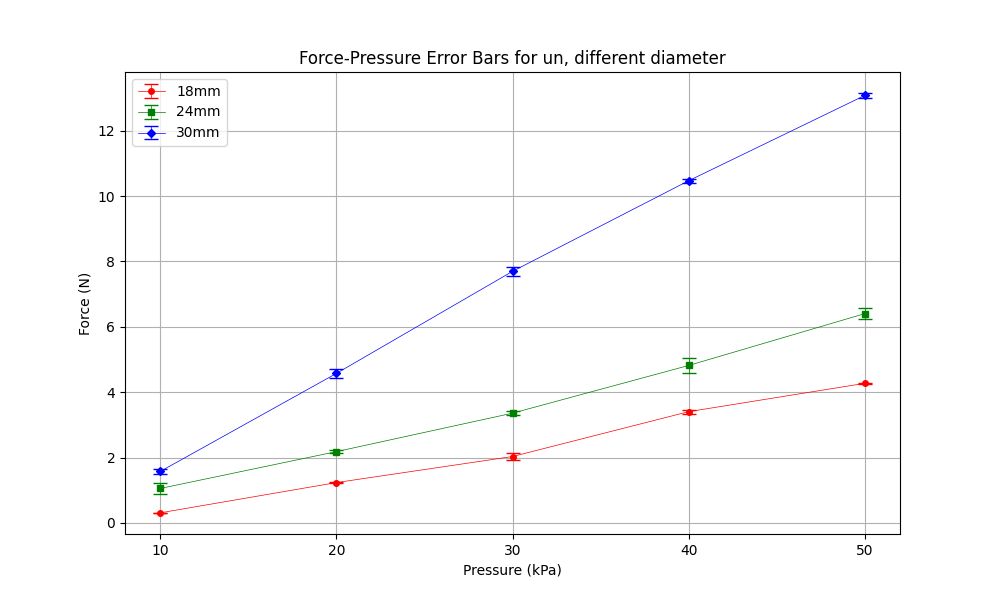 Force-Pressure Error Bars for un, different diameter
18mm
24mm
30mm
12
10
8
6
4
2
0
Force (N)
10 20 30 40 50
Pressure (kPa)